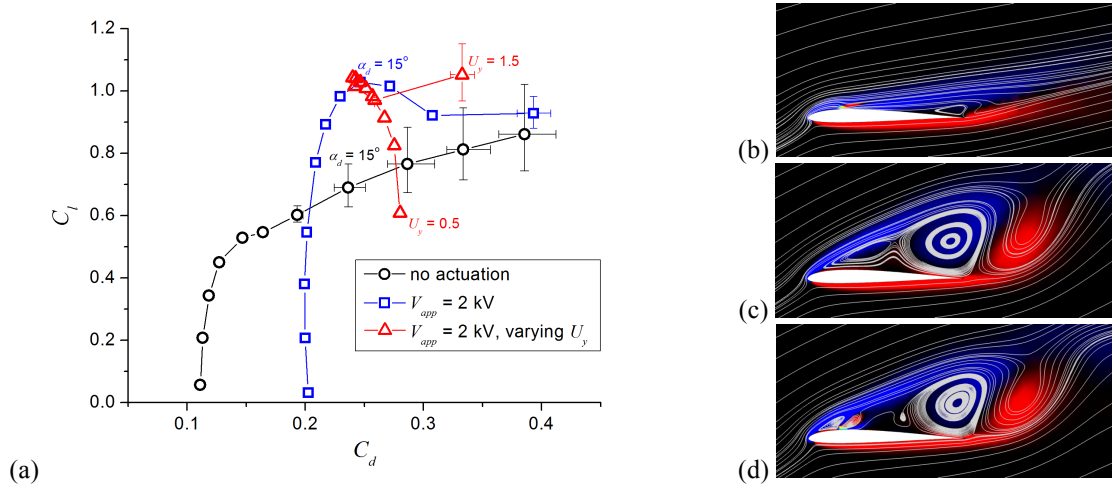 1.2
1.0
0.8
0.6
0.4
0.2
0.0
C_l
0.1
0.2
0.3
0.4
C_d
α_d = 15°
U_y = 1.5
α_d = 15°
U_y = 0.5
no actuation
V_app = 2 kV
V_app = 2 kV, varying U_y
(a)
(b)
(c)
(d)